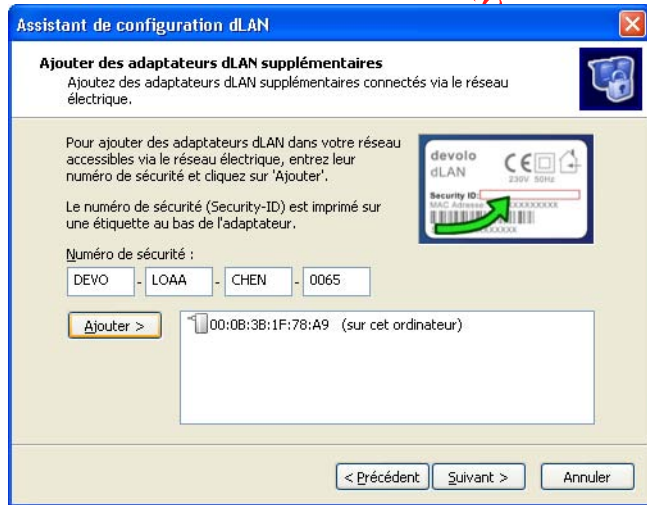 Assistant de configuration dLAN
Ajouter des adaptateurs dLAN supplémentaires
Ajoutez des adaptateurs dLAN supplémentaires connectés via le réseau
électrique.
Pour ajouter des adaptateurs dLAN dans votre réseau
accessibles via le réseau électrique, entrez leur
numéro de sécurité et cliquez sur 'Ajouter'.
Le numéro de sécurité (Security-ID) est imprimé sur
une étiquette au bas de l'adaptateur.
devolo
dLAN
CE
230V 50Hz
Security ID:
MAC Adresse
Numéro de sécurité :
DEVO - LOAA - CHEN - 0065
Ajouter >
00:0B:3B:1F:78:A9 (sur cet ordinateur)
< Précédent
Suivant >
Annuler